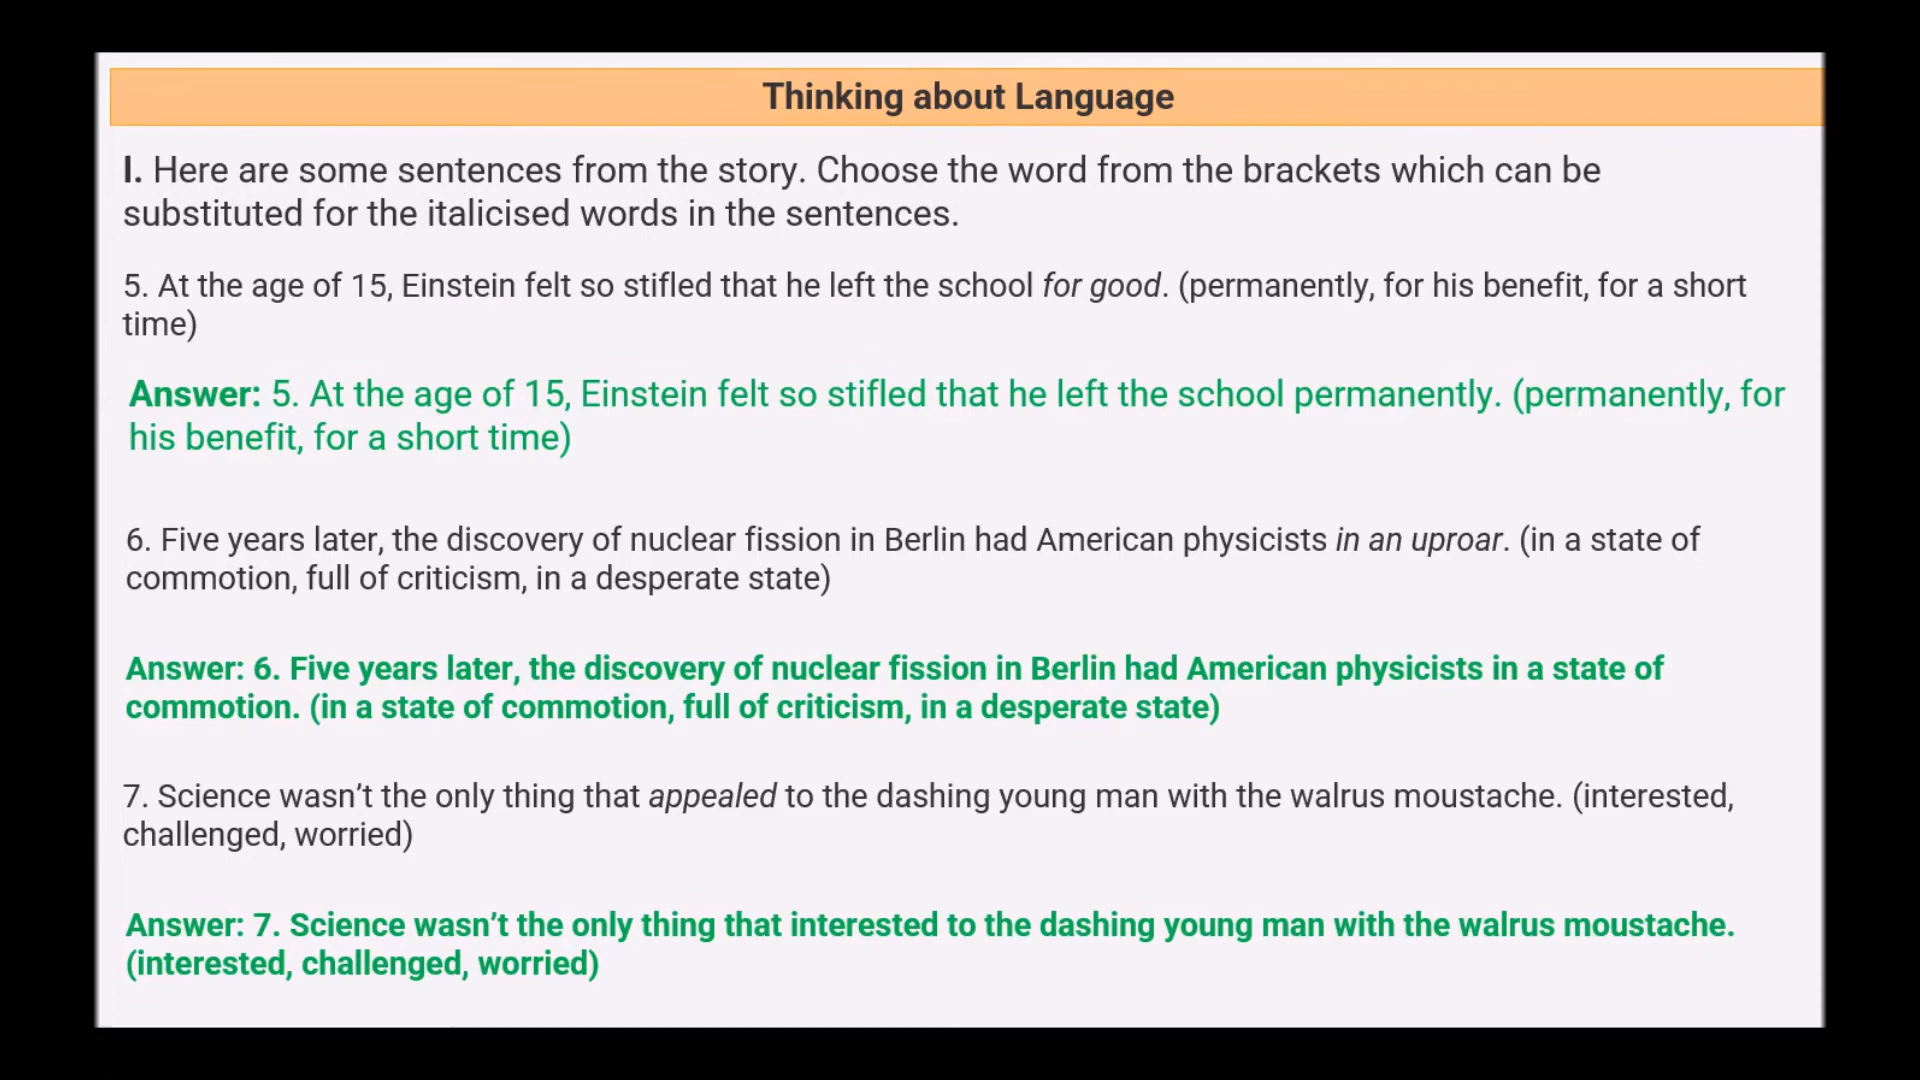 Thinking about Language
I. Here are some sentences from the story. Choose the word from the brackets which can be
substituted for the italicised words in the sentences.
5. At the age of 15, Einstein felt so stifled that he left the school for good. (permanently, for his benefit, for a short
time)
Answer: 5. At the age of 15, Einstein felt so stifled that he left the school permanently. (permanently, for
his benefit, for a short time)
6. Five years later, the discovery of nuclear fission in Berlin had American physicists in an uproar. (in a state of
commotion, full of criticism, in a desperate state)
Answer: 6. Five years later, the discovery of nuclear fission in Berlin had American physicists in a state of
commotion. (in a state of commotion, full of criticism, in a desperate state)
7. Science wasn’t the only thing that appealed to the dashing young man with the walrus moustache. (interested,
challenged, worried)
Answer: 7. Science wasn’t the only thing that interested to the dashing young man with the walrus moustache.
(interested, challenged, worried)